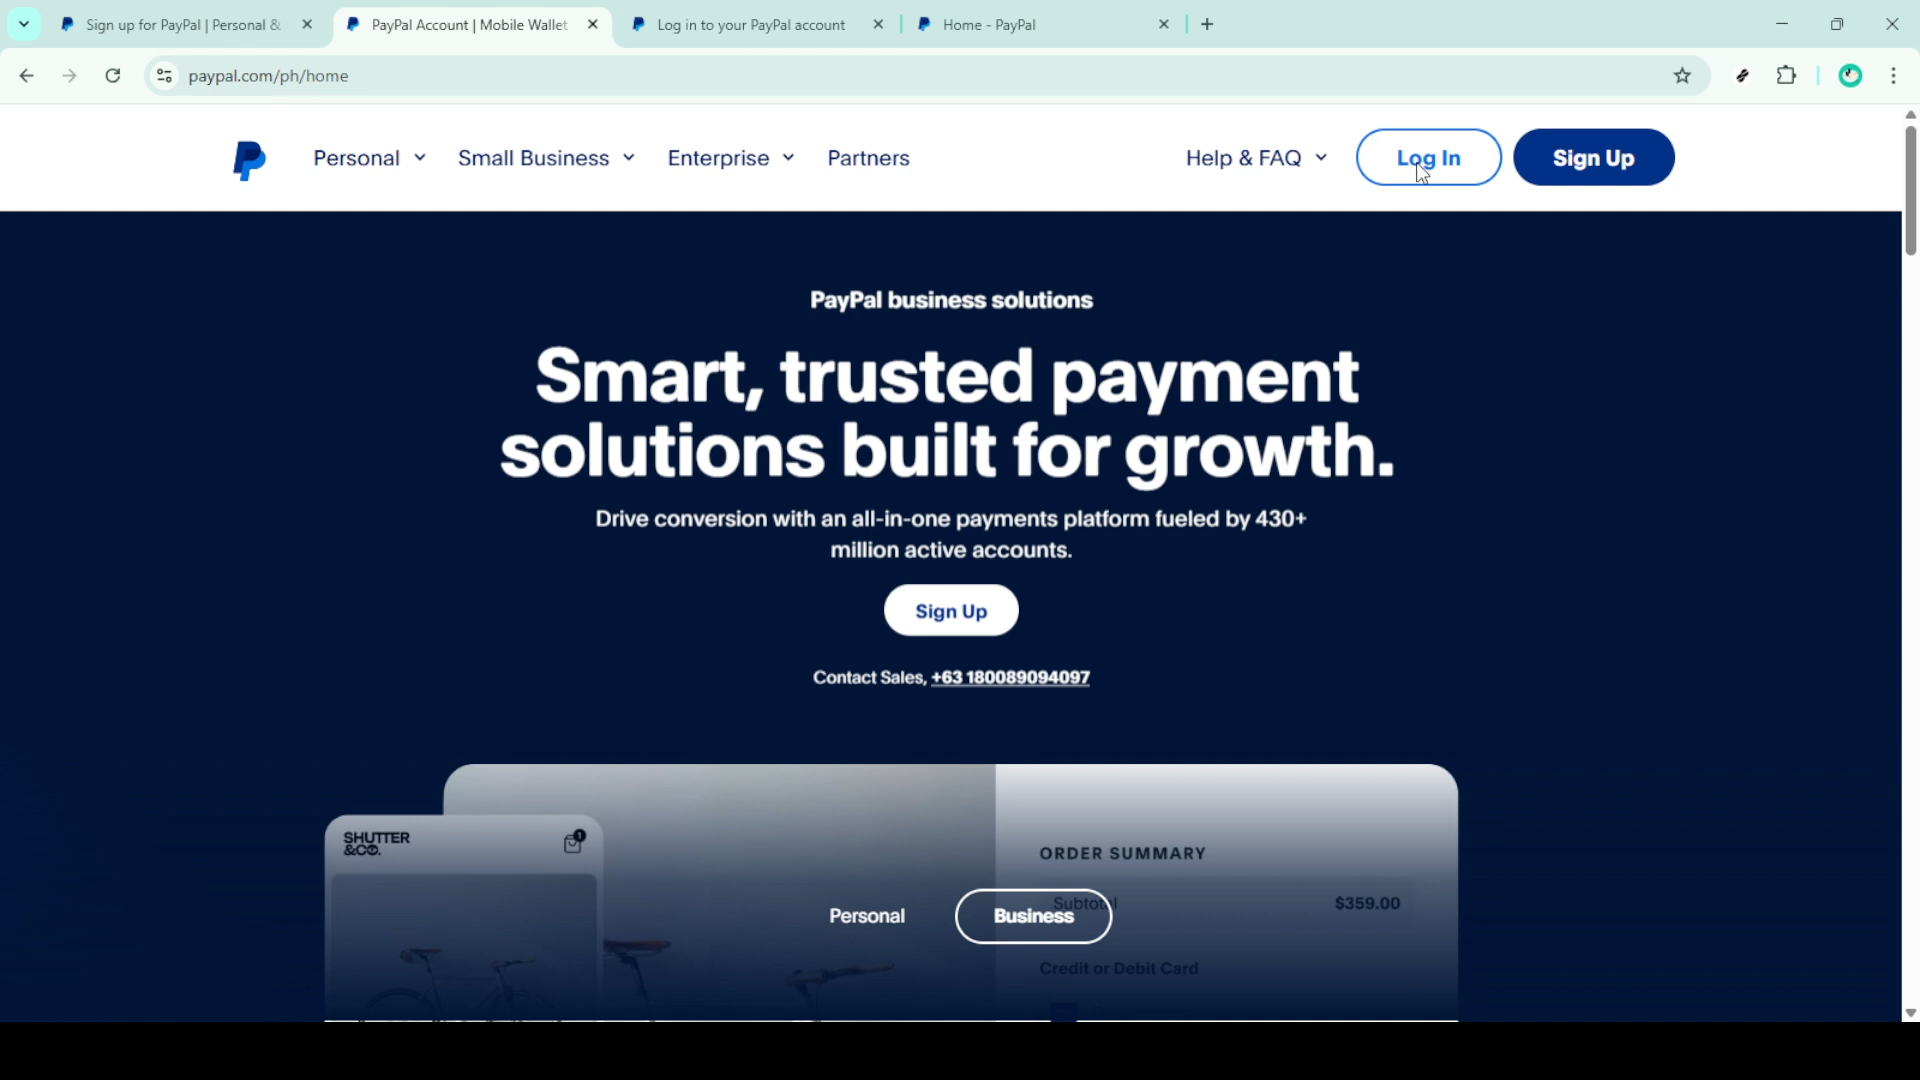 Sign up for PayPal | Personal &
PayPal Account | Mobile Wallet
Log in to your PayPal account
Home - PayPal
paypal.com/ph/home
Personal
Small Business
Enterprise
Partners
Help & FAQ
Log In
Sign Up
PayPal business solutions
Smart, trusted payment
solutions built for growth.
Drive conversion with an all-in-one payments platform fueled by 430+
million active accounts.
Sign Up
Contact Sales, +63 180089094097
SHUTTER
&CO.
1
ORDER SUMMARY
Subtotal
$359.00
Personal
Business
Credit or Debit Card